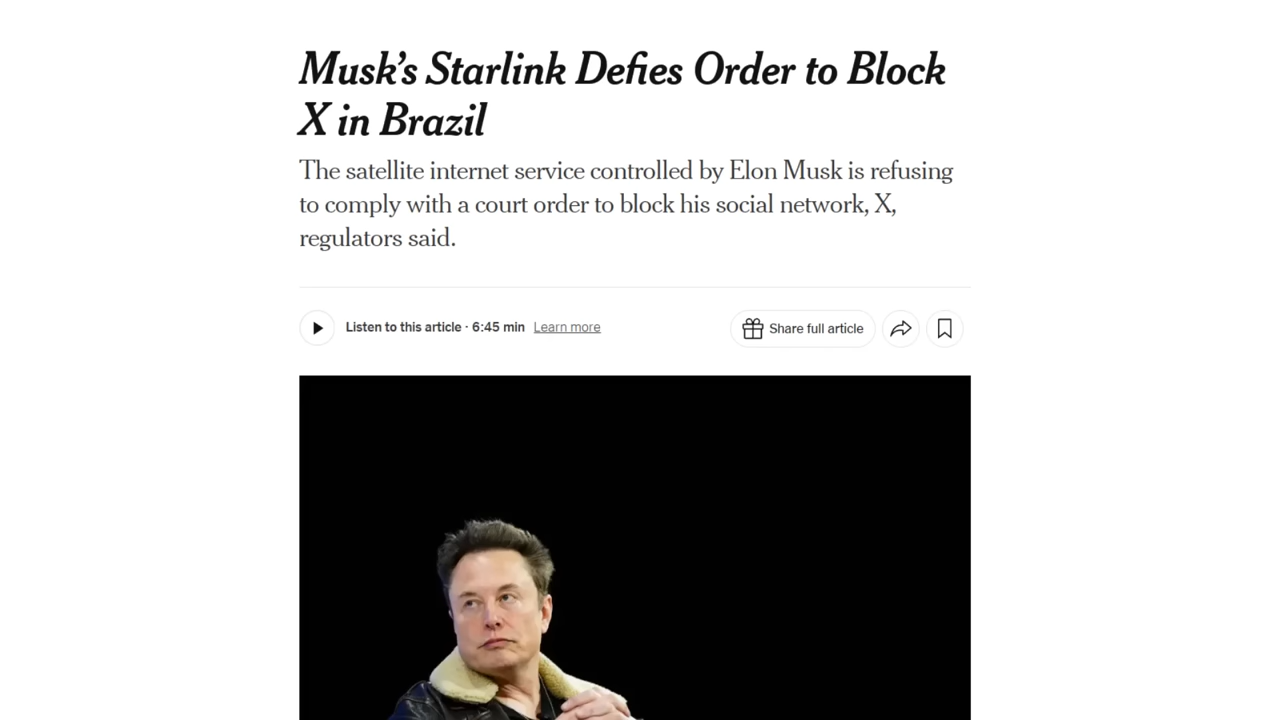 Musk’s Starlink Defies Order to Block
X in Brazil
The satellite internet service controlled by Elon Musk is refusing
to comply with a court order to block his social network, X,
regulators said.
Listen to this article · 6:45 min Learn more
Share full article